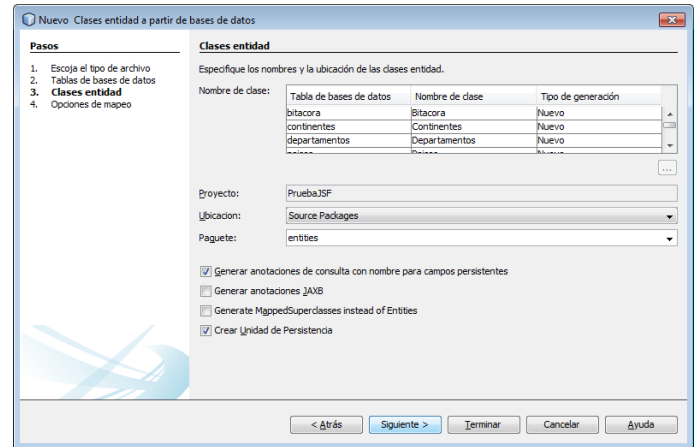 Nuevo Clases entidad a partir de bases de datos
Pasos
1. Escoja el tipo de archivo
2. Tablas de bases de datos
3. Clases entidad
4. Opciones de mapeo
Clases entidad
Especifique los nombres y la ubicación de las clases entidad.
Nombre de clase:
Tabla de bases de datos Nombre de clase Tipo de generación
bitacora Bitacora Nuevo
continentes Continentes Nuevo
departamentos Departamentos Nuevo
...
Proyecto: PruebaJSF
Ubicacion: Source Packages
Paquete: entities
Generar anotaciones de consulta con nombre para campos persistentes
Generar anotaciones JAXB
Generate MappedSuperclasses instead of Entities
Crear Unidad de Persistencia
< Atrás Siguiente > Terminar Cancelar Ayuda